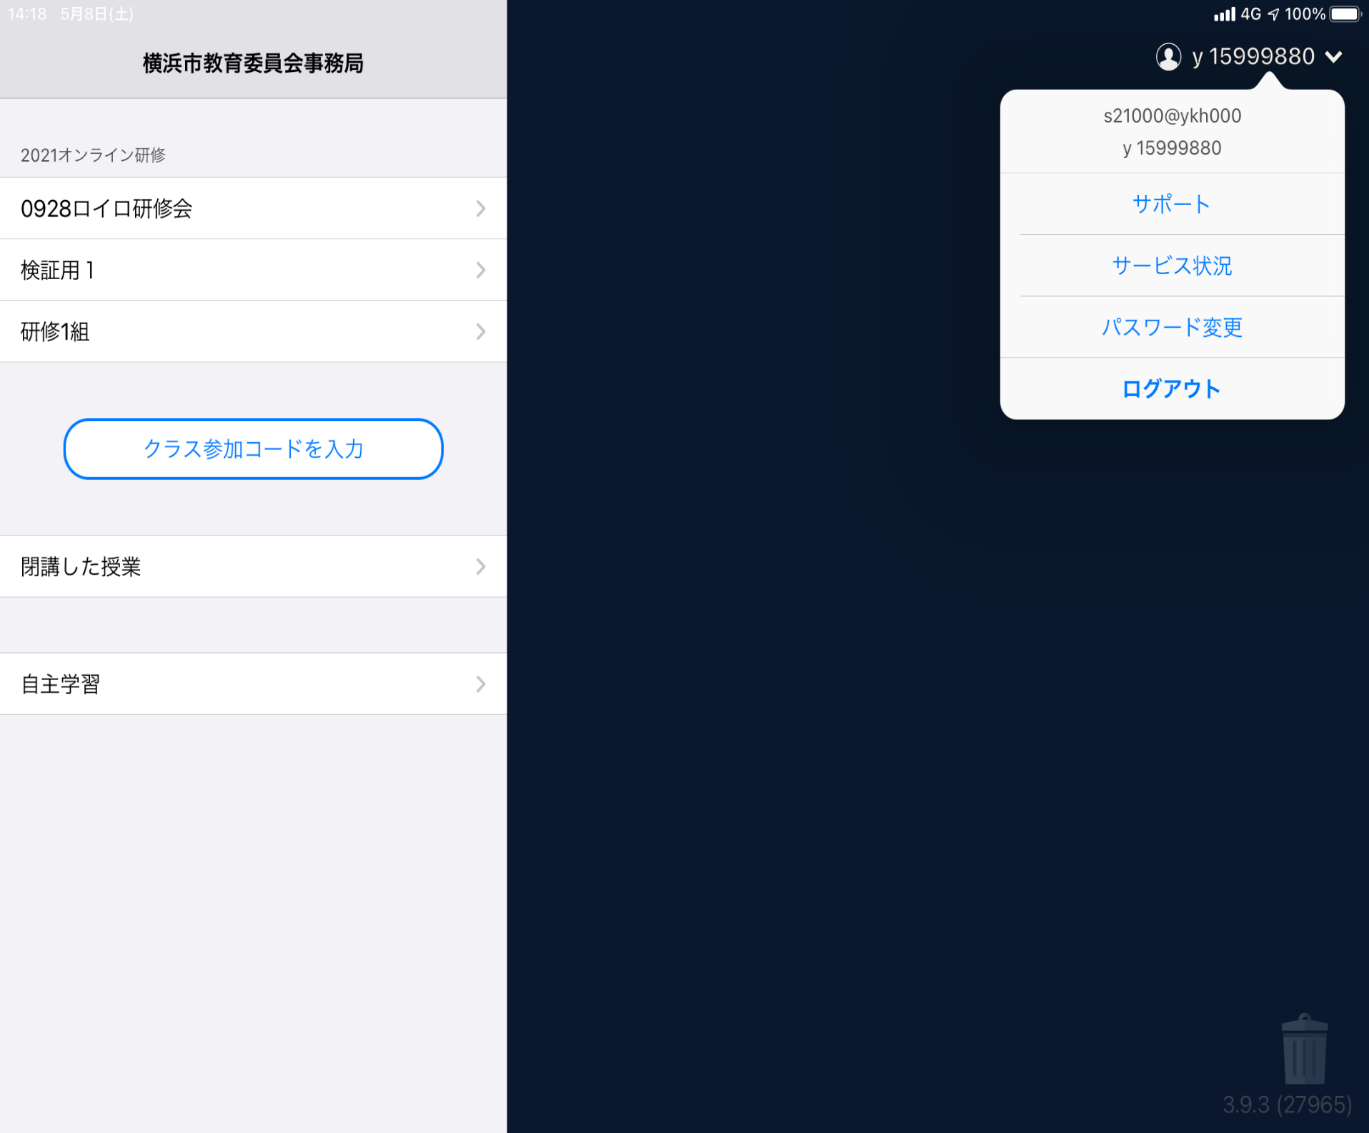 14:18 5月8日(土)
4G 100%
横浜市教育委員会事務局
y 15999880
s21000@ykh000
y 15999880
サポート
サービス状況
パスワード変更
ログアウト
2021オンライン研修
0928ロイロ研修会
検証用1
研修1組
クラス参加コードを入力
閉講した授業
自主学習
3.9.3 (27965)